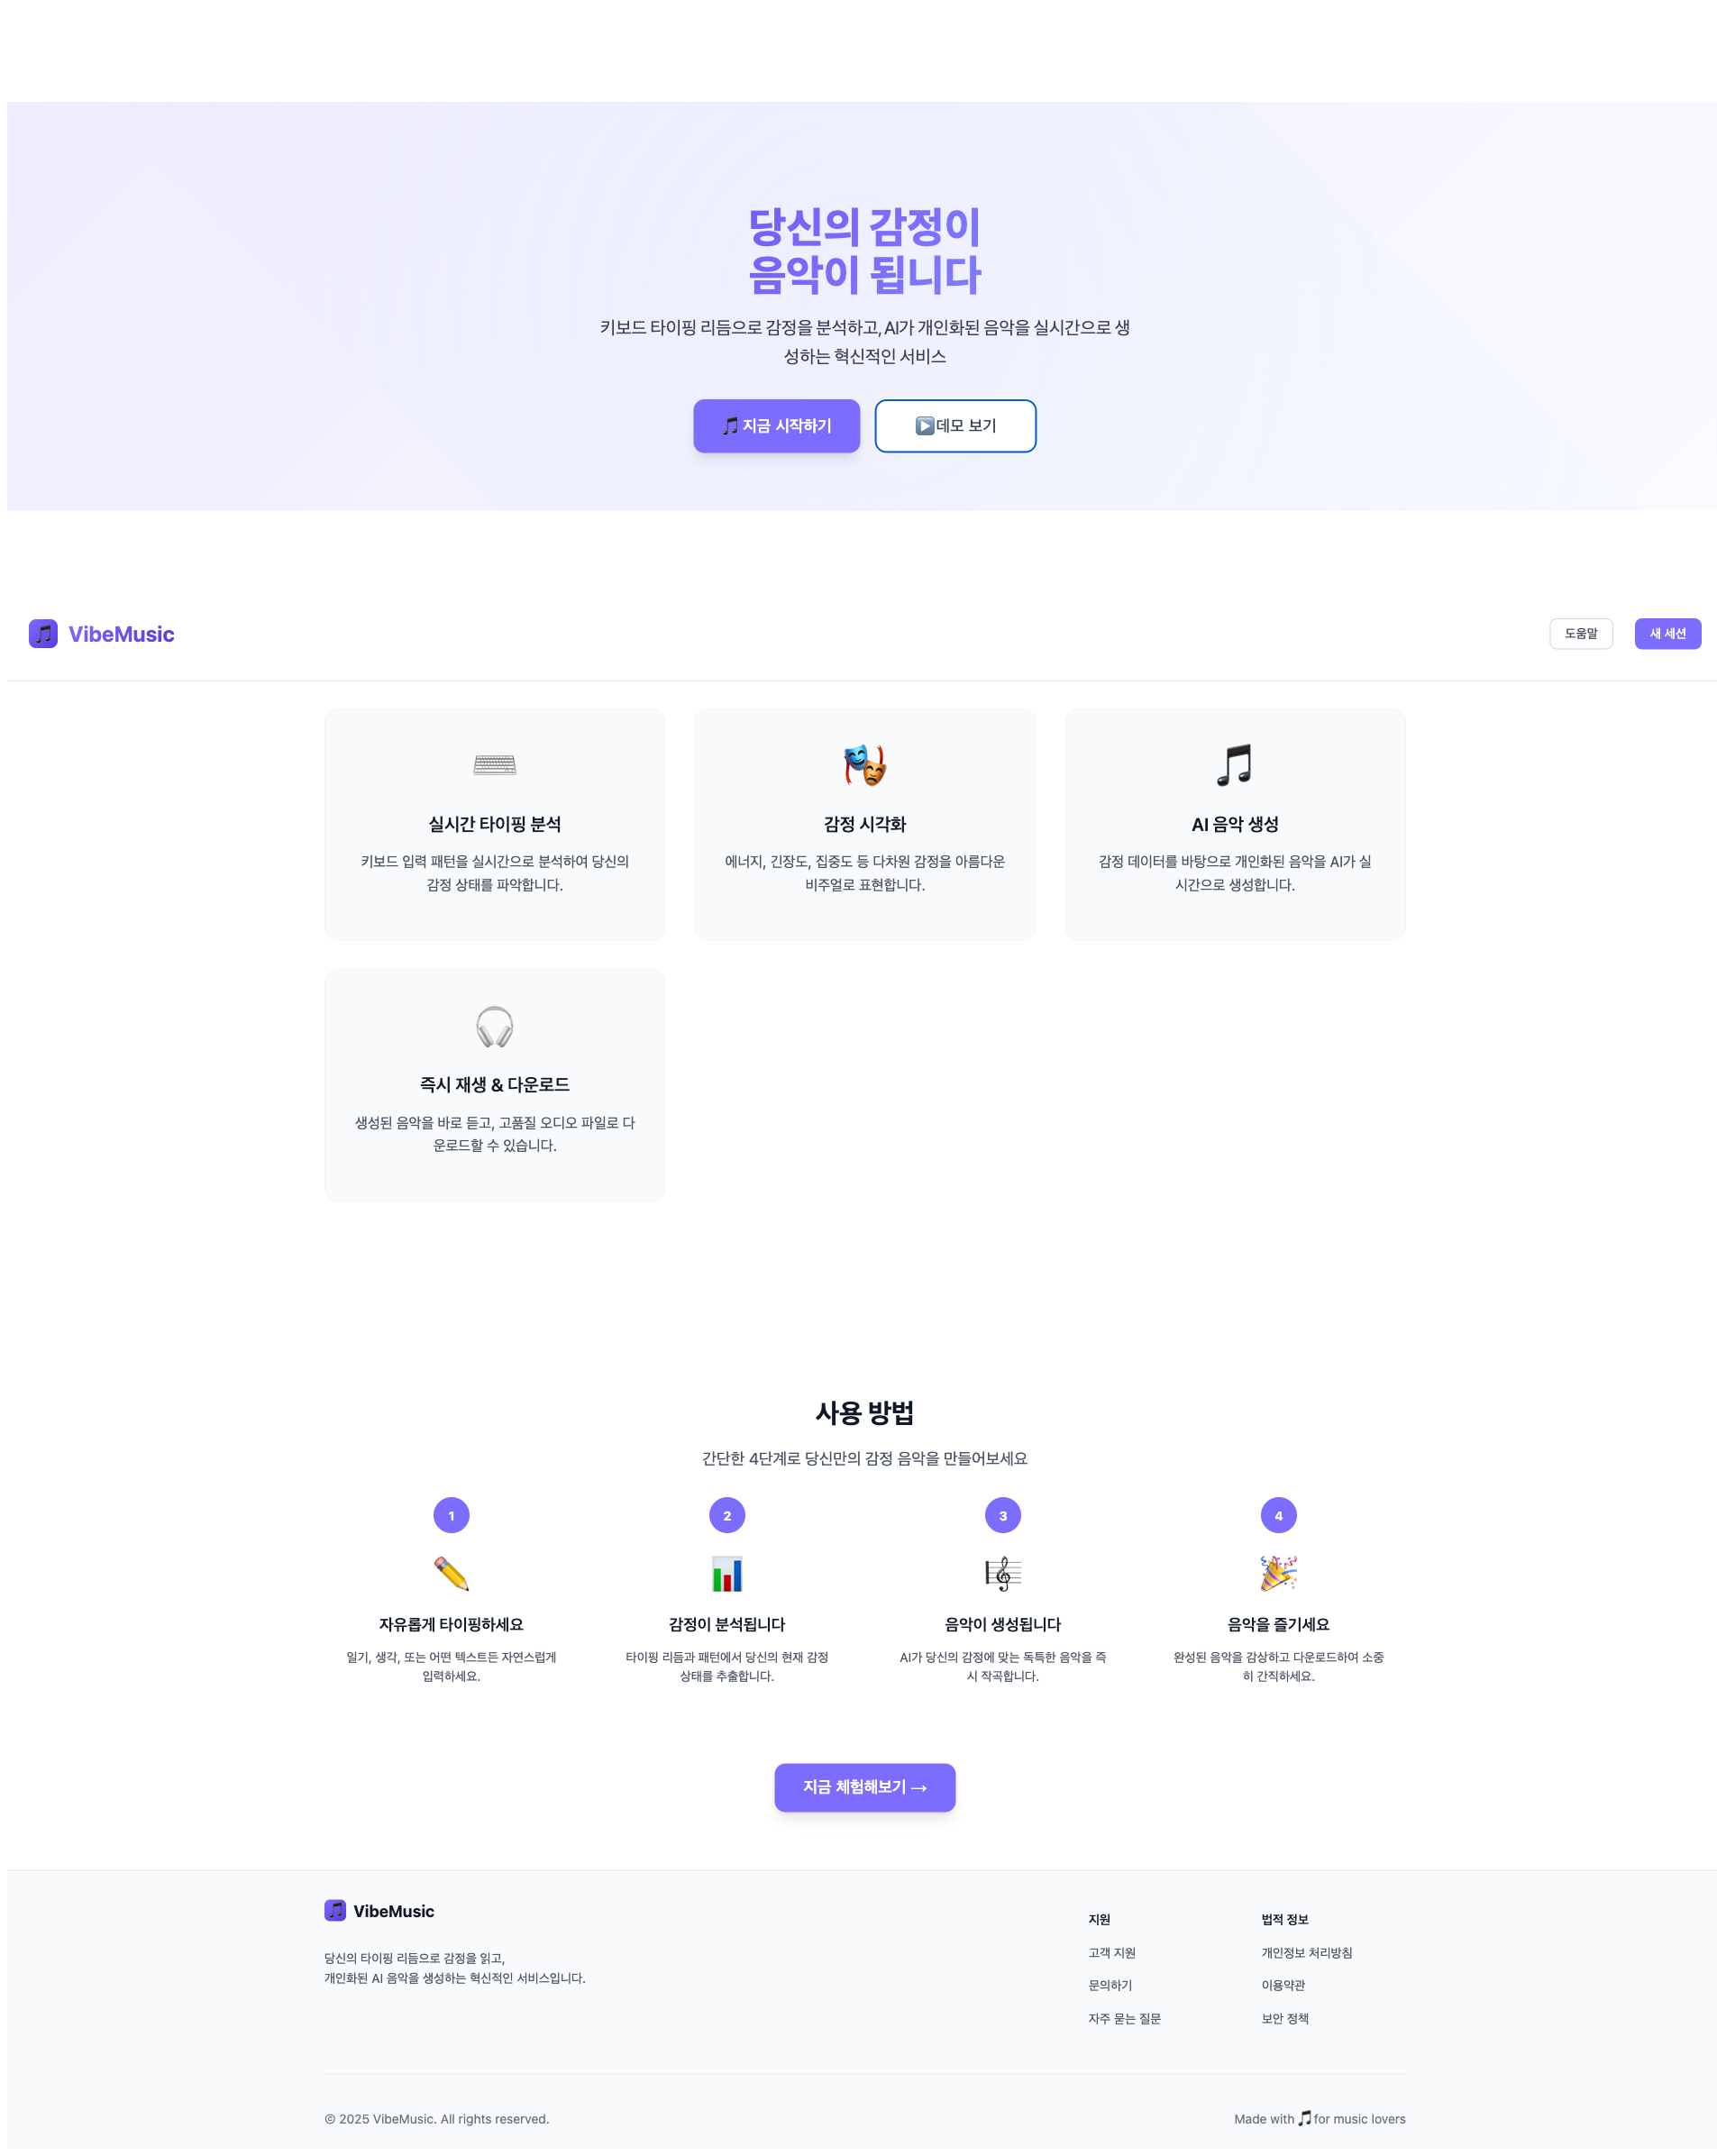 당신의 감정이
음악이 됩니다
키보드 타이핑 리듬으로 감정을 분석하고, AI가 개인화된 음악을 실시간으로 생
성하는 혁신적인 서비스
지금 시작하기
데모 보기
VibeMusic
도움말
새 세션
실시간 타이핑 분석
키보드 입력 패턴을 실시간으로 분석하여 당신의
감정 상태를 파악합니다.
감정 시각화
에너지, 긴장도, 집중도 등 다차원 감정을 아름다운
비주얼로 표현합니다.
AI 음악 생성
감정 데이터를 바탕으로 개인화된 음악을 AI가 실
시간으로 생성합니다.
즉시 재생 & 다운로드
생성된 음악을 바로 듣고, 고품질 오디오 파일로 다
운로드할 수 있습니다.
사용 방법
간단한 4단계로 당신만의 감정 음악을 만들어보세요
1
자유롭게 타이핑하세요
일기, 생각, 또는 어떤 텍스트든 자연스럽게
입력하세요.
2
감정이 분석됩니다
타이핑 리듬과 패턴에서 당신의 현재 감정
상태를 추출합니다.
3
음악이 생성됩니다
AI가 당신의 감정에 맞는 독특한 음악을 즉
시 작곡합니다.
4
음악을 즐기세요
완성된 음악을 감상하고 다운로드하여 소중
히 간직하세요.
지금 체험해보기 →
VibeMusic
당신의 타이핑 리듬으로 감정을 읽고,
개인화된 AI 음악을 생성하는 혁신적인 서비스입니다.
지원
고객 지원
문의하기
자주 묻는 질문
법적 정보
개인정보 처리방침
이용약관
보안 정책
© 2025 VibeMusic. All rights reserved.
Made with 🎵 for music lovers